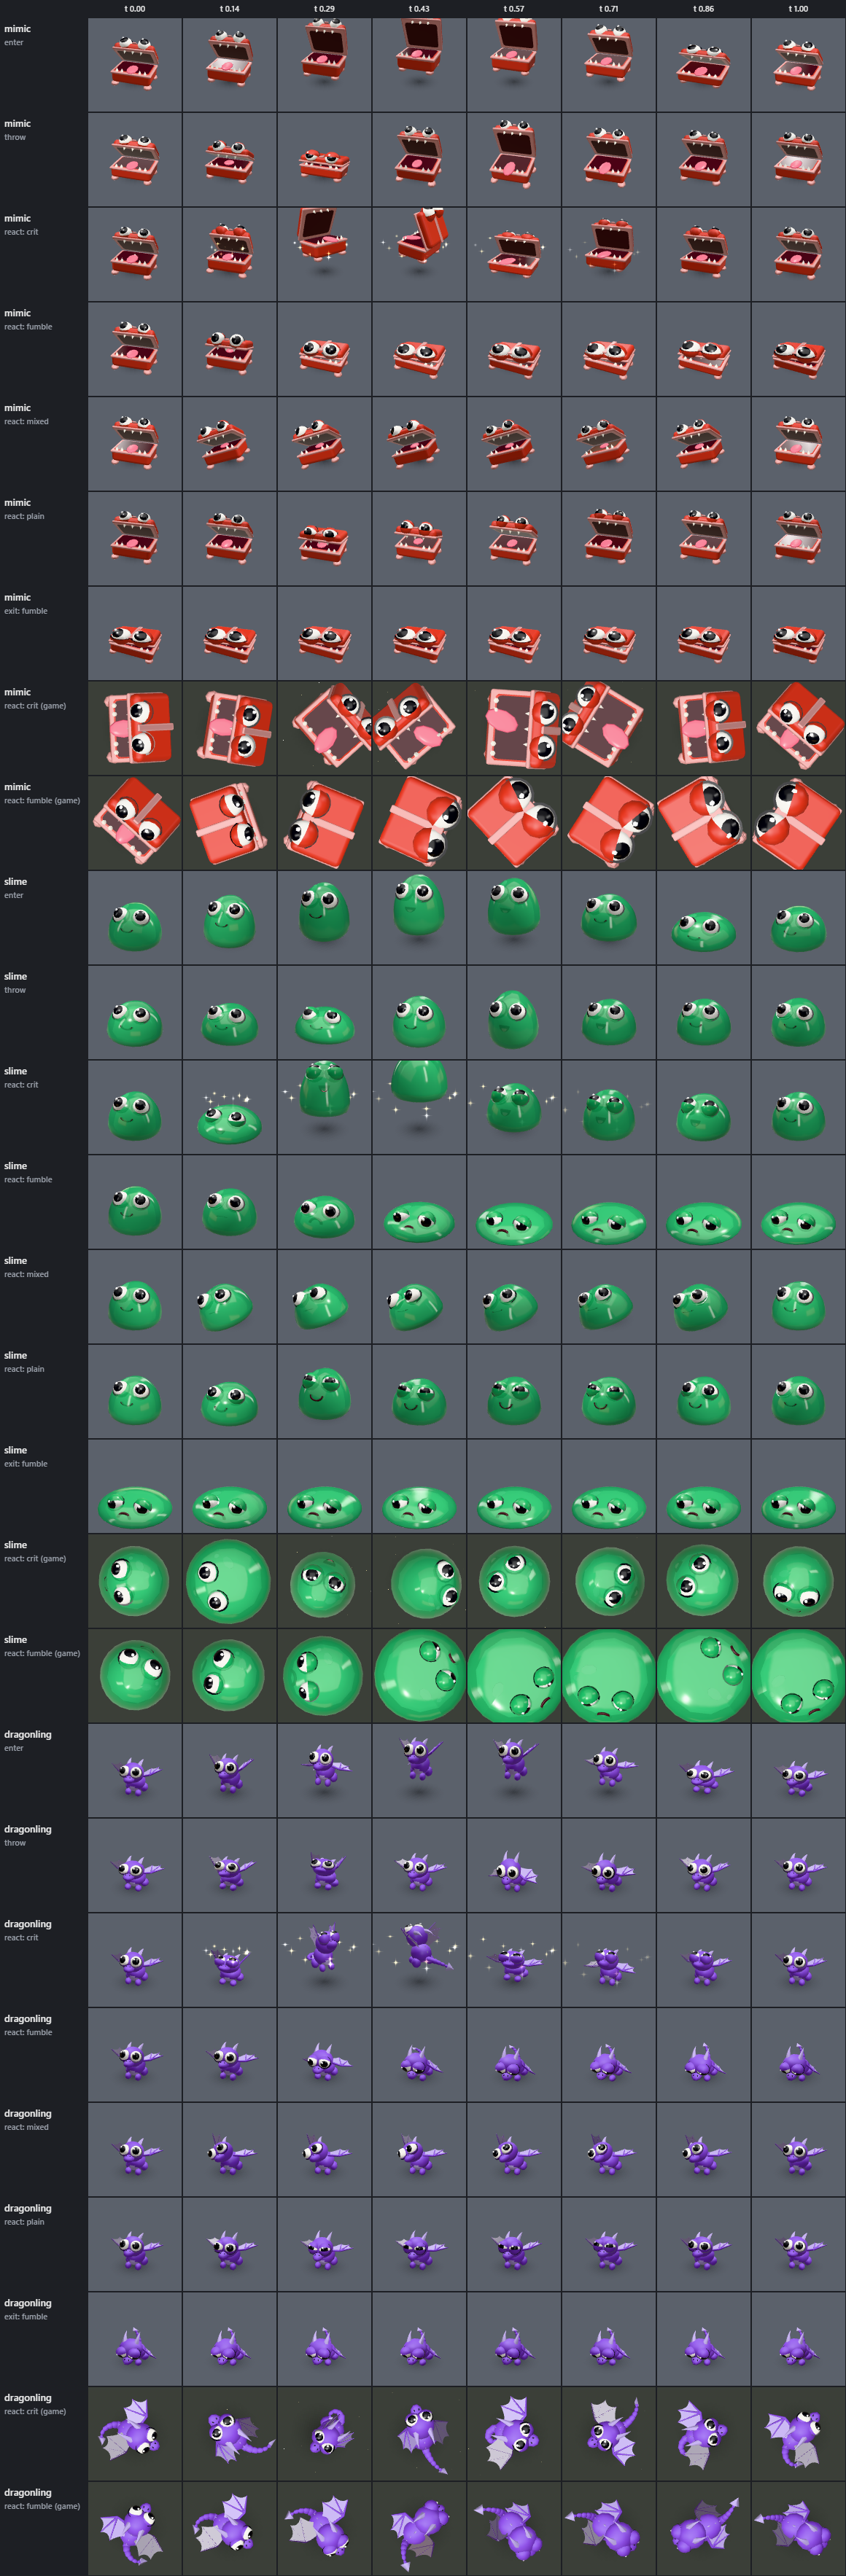 t 0.00 t 0.14 t 0.29 t 0.43 t 0.57 t 0.71 t 0.86 t 1.00
mimic
enter
mimic
throw
mimic
react: crit
mimic
react: fumble
mimic
react: mixed
mimic
react: plain
mimic
exit: fumble
mimic
react: crit (game)
mimic
react: fumble (game)
slime
enter
slime
throw
slime
react: crit
slime
react: fumble
slime
react: mixed
slime
react: plain
slime
exit: fumble
slime
react: crit (game)
slime
react: fumble (game)
dragonling
enter
dragonling
throw
dragonling
react: crit
dragonling
react: fumble
dragonling
react: mixed
dragonling
react: plain
dragonling
exit: fumble
dragonling
react: crit (game)
dragonling
react: fumble (game)